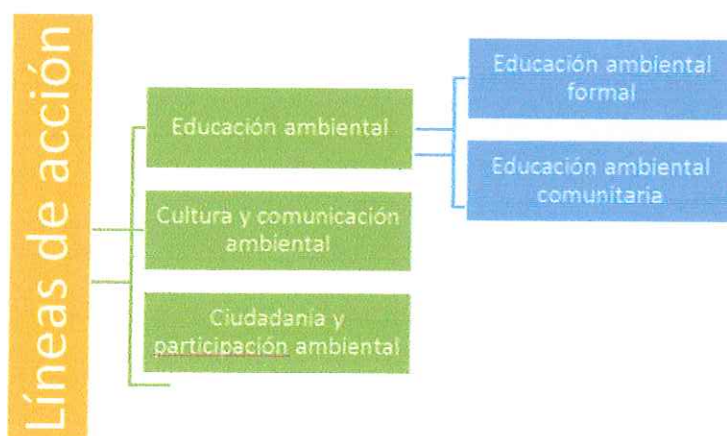 Líneas de acción
Educación ambiental
Cultura y comunicación
ambiental
Ciudadanía y
participación ambiental
Educación ambiental
formal
Educación ambiental
comunitaria